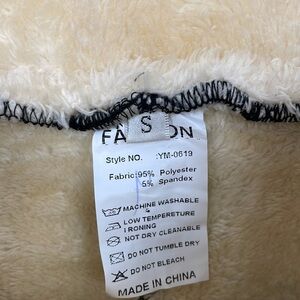 S
FA ON
Style NO. :YM-0619
Fabric:95% Polyester
5% Spandex
MACHINE WASHABLE
LOW TEMPERETURE
IRONING
NOT DRY CLEANABLE
DO NOT TUMBLE DRY
DO NOT BLEACH
MADE IN CHINA